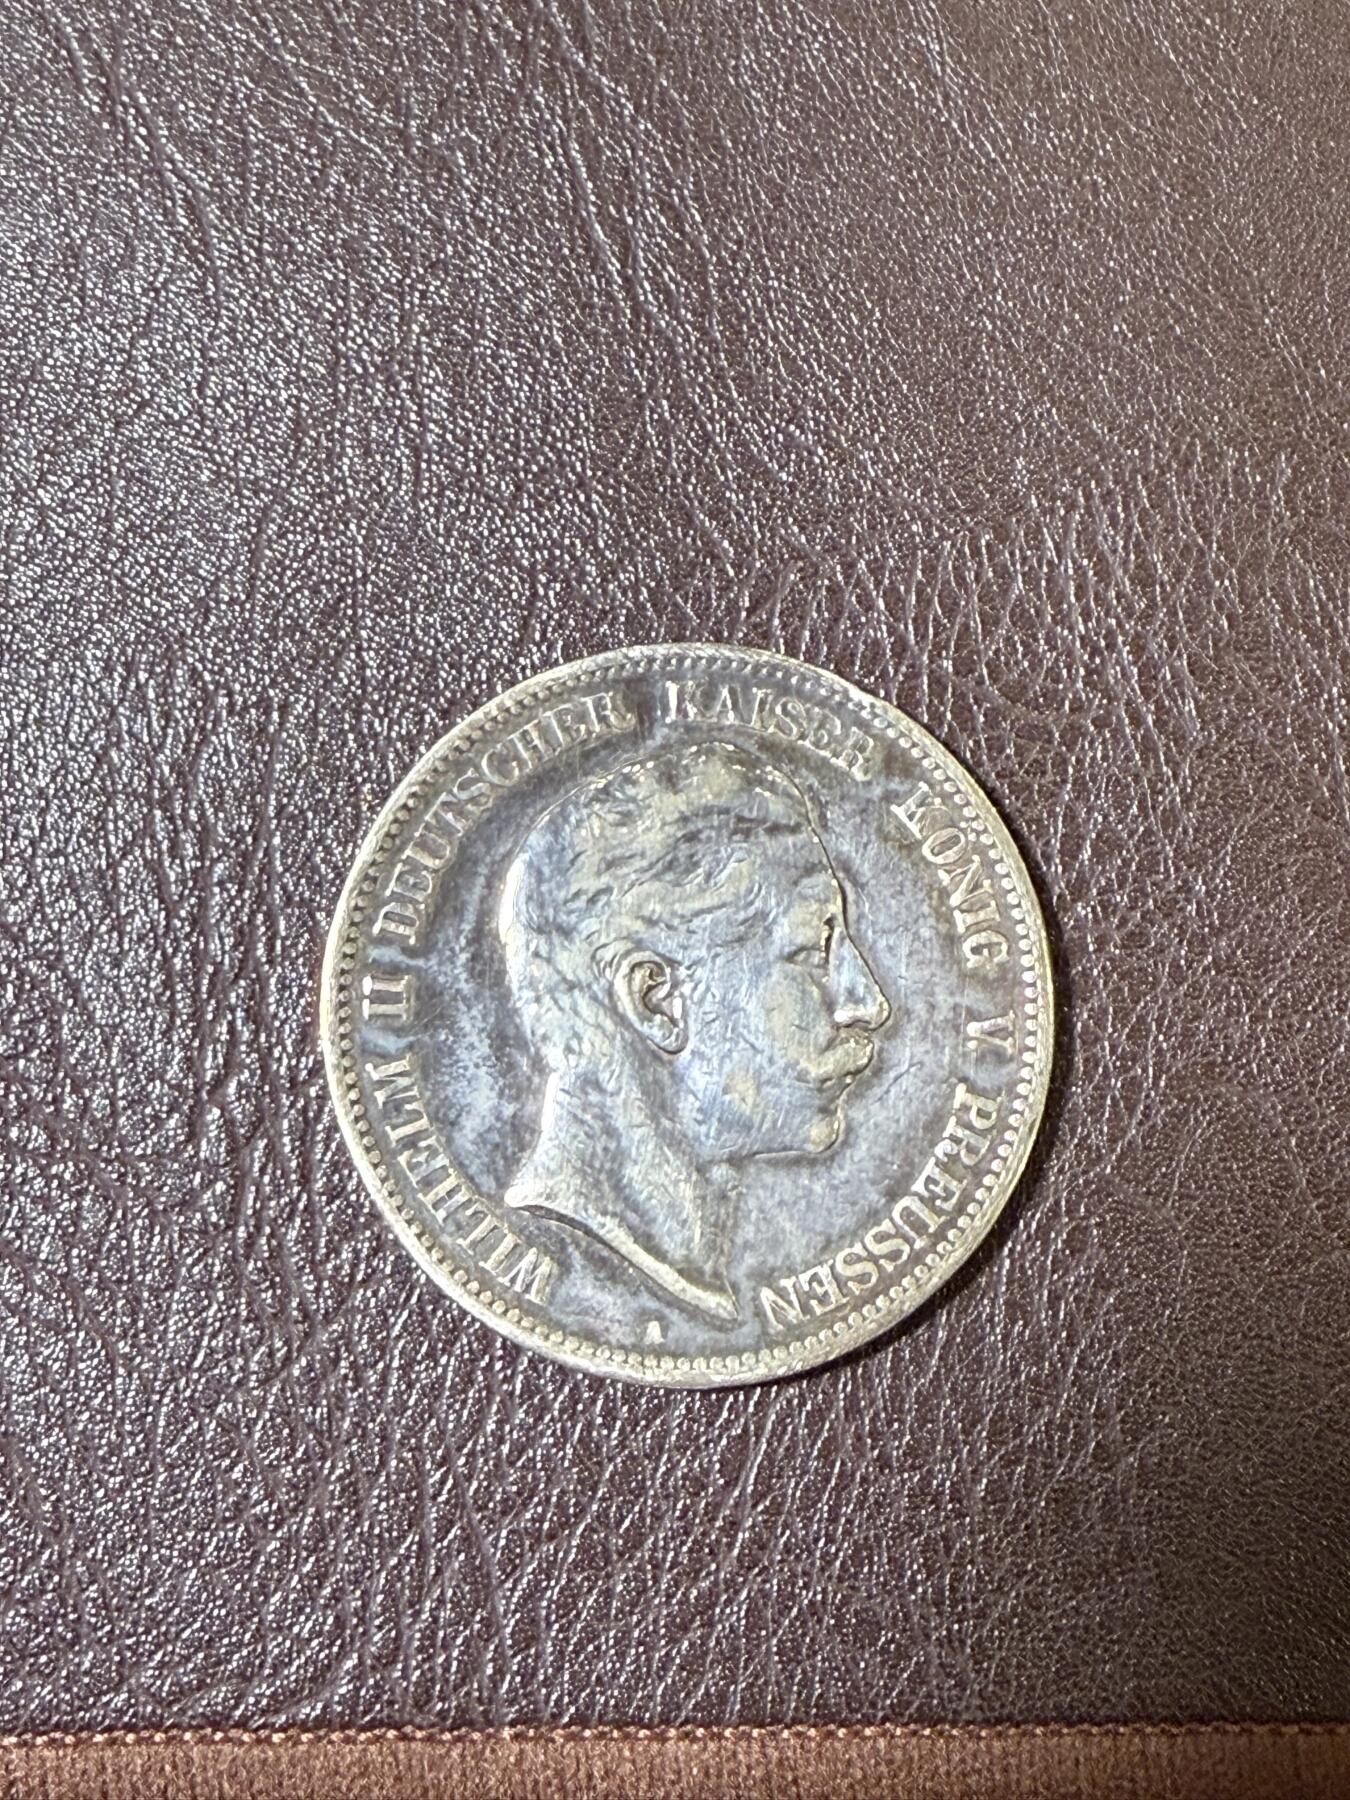 WILHELM II DEUTSCHER KAISER KÖNIG V. PREUSSEN
A